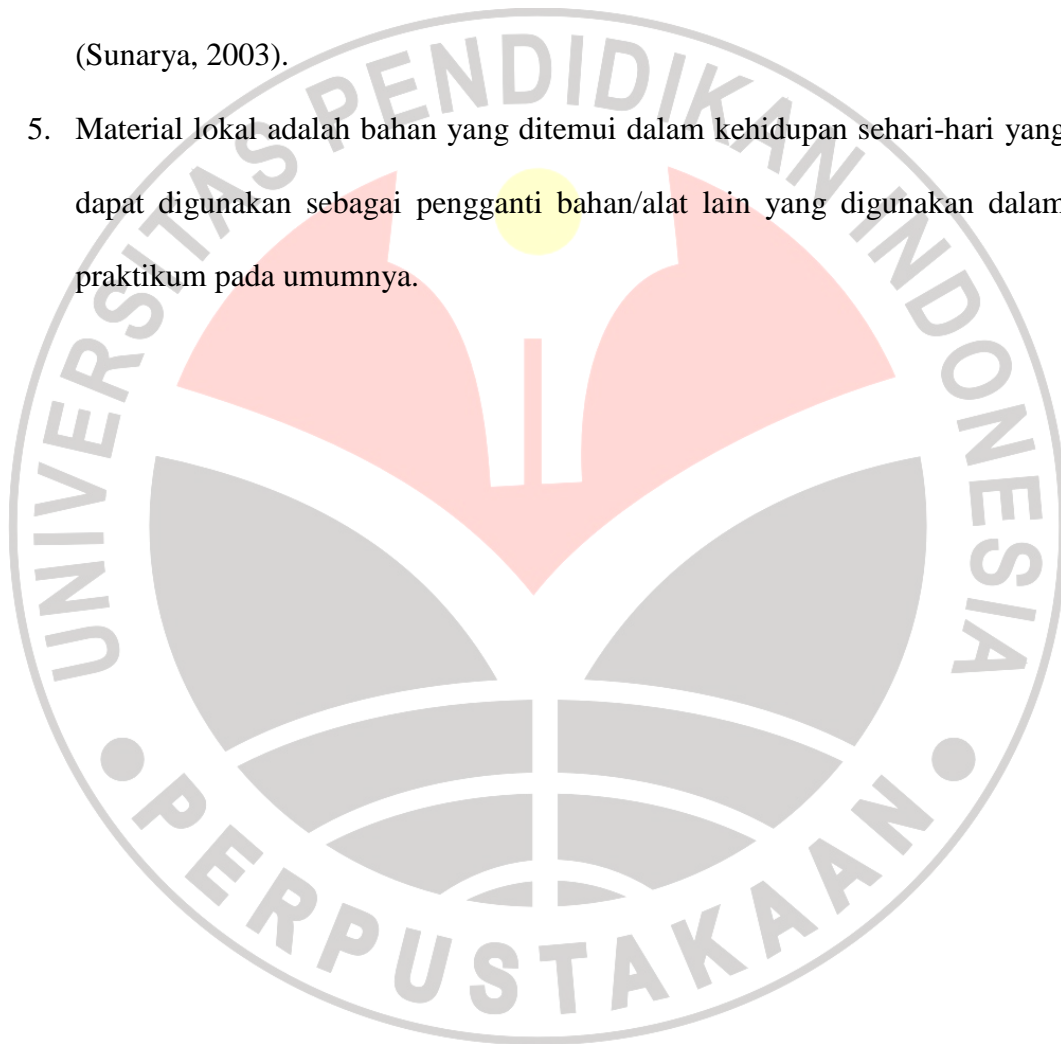 (Sunarya, 2003).
5. Material lokal adalah bahan yang ditemui dalam kehidupan sehari-hari yang
dapat digunakan sebagai pengganti bahan/alat lain yang digunakan dalam
praktikum pada umumnya.
UNIVERSITAS PENDIDIKAN INDONESIA
PERPUSTAKAAN